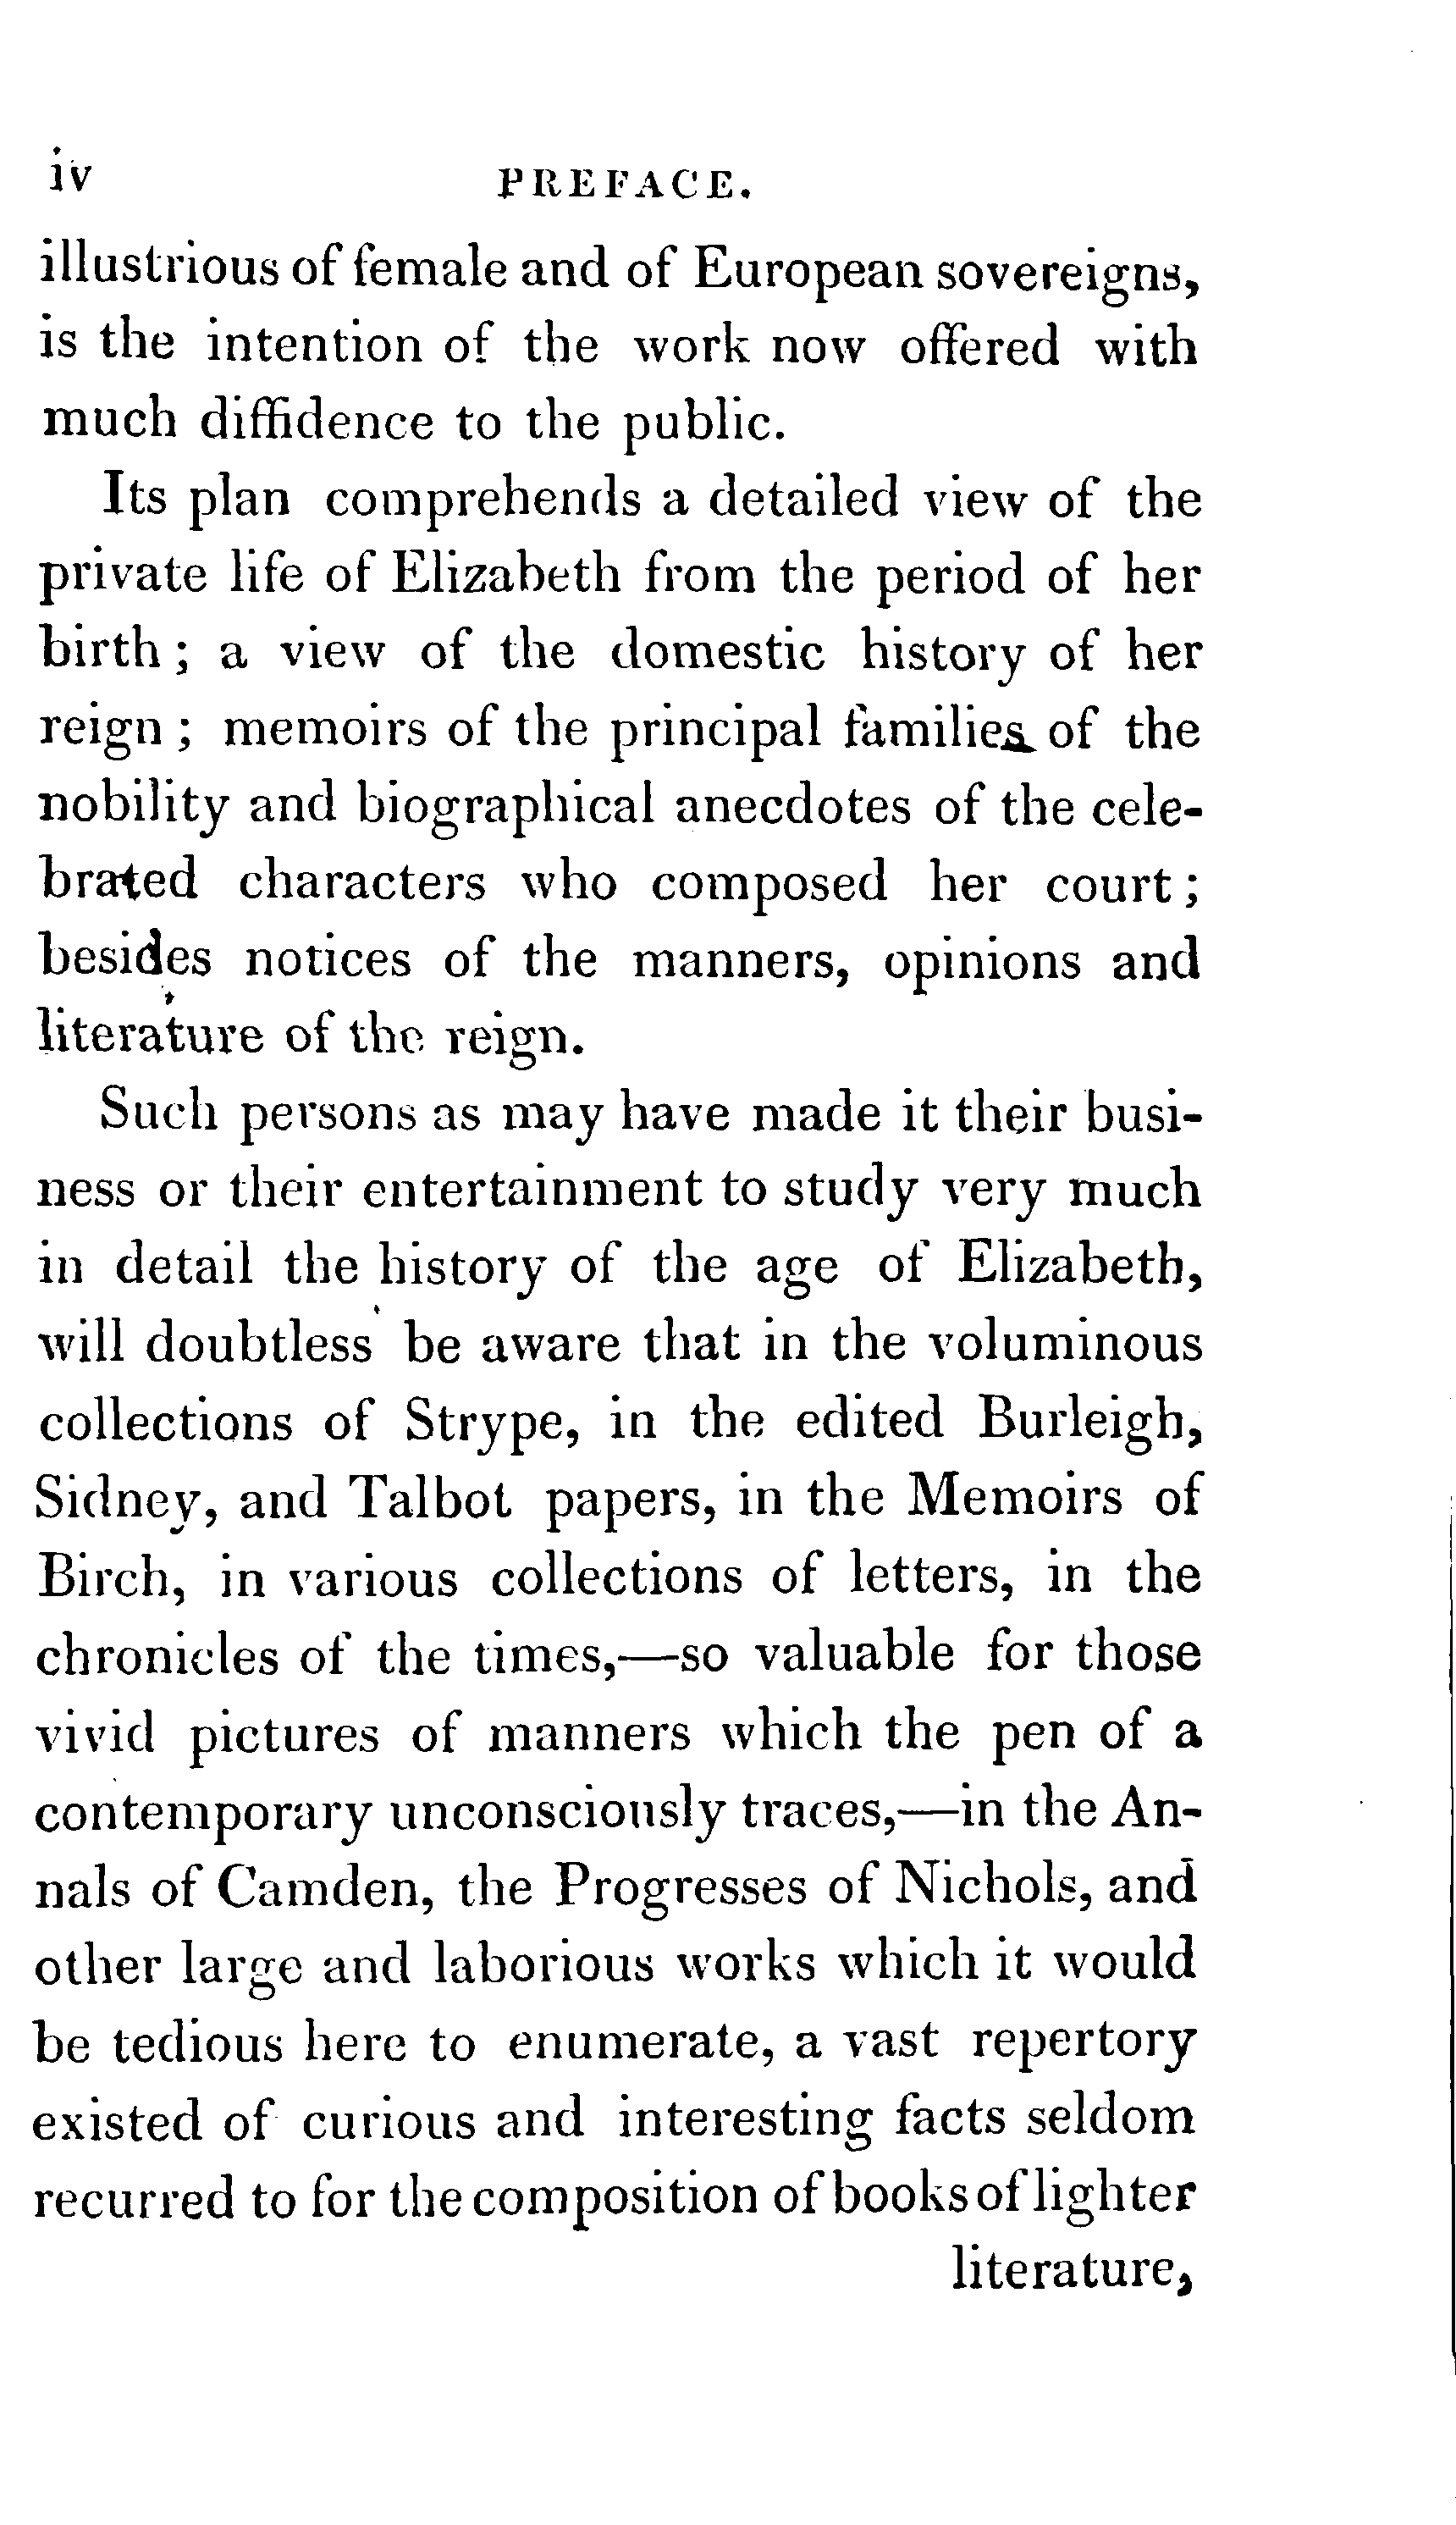 iv PREFACE.
illustrious of female and of European sovereigns,
is the intention of the work now offered with
much diffidence to the public.
Its plan comprehends a detailed view of the
private life of Elizabeth from the period of her
birth ; a view of the domestic history of her
reign ; memoirs of the principal families of the
nobility and biographical anecdotes of the cele-
brated characters who composed her court ;
besides notices of the manners, opinions and
literature of the reign.
Such persons as may have made it their busi-
ness or their entertainment to study very much
in detail the history of the age of Elizabeth,
will doubtless be aware that in the voluminous
collections of Strype, in the edited Burleigh,
Sidney, and Talbot papers, in the Memoirs of
Birch, in various collections of letters, in the
chronicles of the times,—so valuable for those
vivid pictures of manners which the pen of a
contemporary unconsciously traces,—in the An-
nals of Camden, the Progresses of Nichols, and
other large and laborious works which it would
be tedious here to enumerate, a vast repertory
existed of curious and interesting facts seldom
recurred to for the composition of books of lighter
literature,